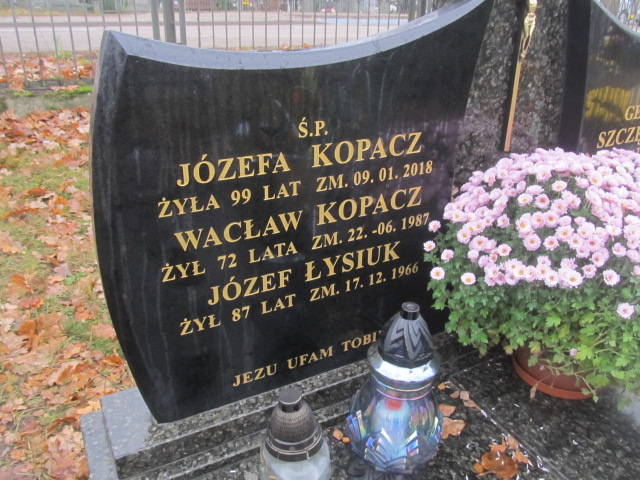 Ś.P.
JÓZEFA KOPACZ
ŻYŁA 99 LAT ZM. 09. 01. 2018
WACŁAW KOPACZ
ŻYŁ 72 LATA ZM. 22. -06. 1987
JÓZEF ŁYSIUK
ŻYŁ 87 LAT ZM. 17. 12. 1966
JEZU UFAM